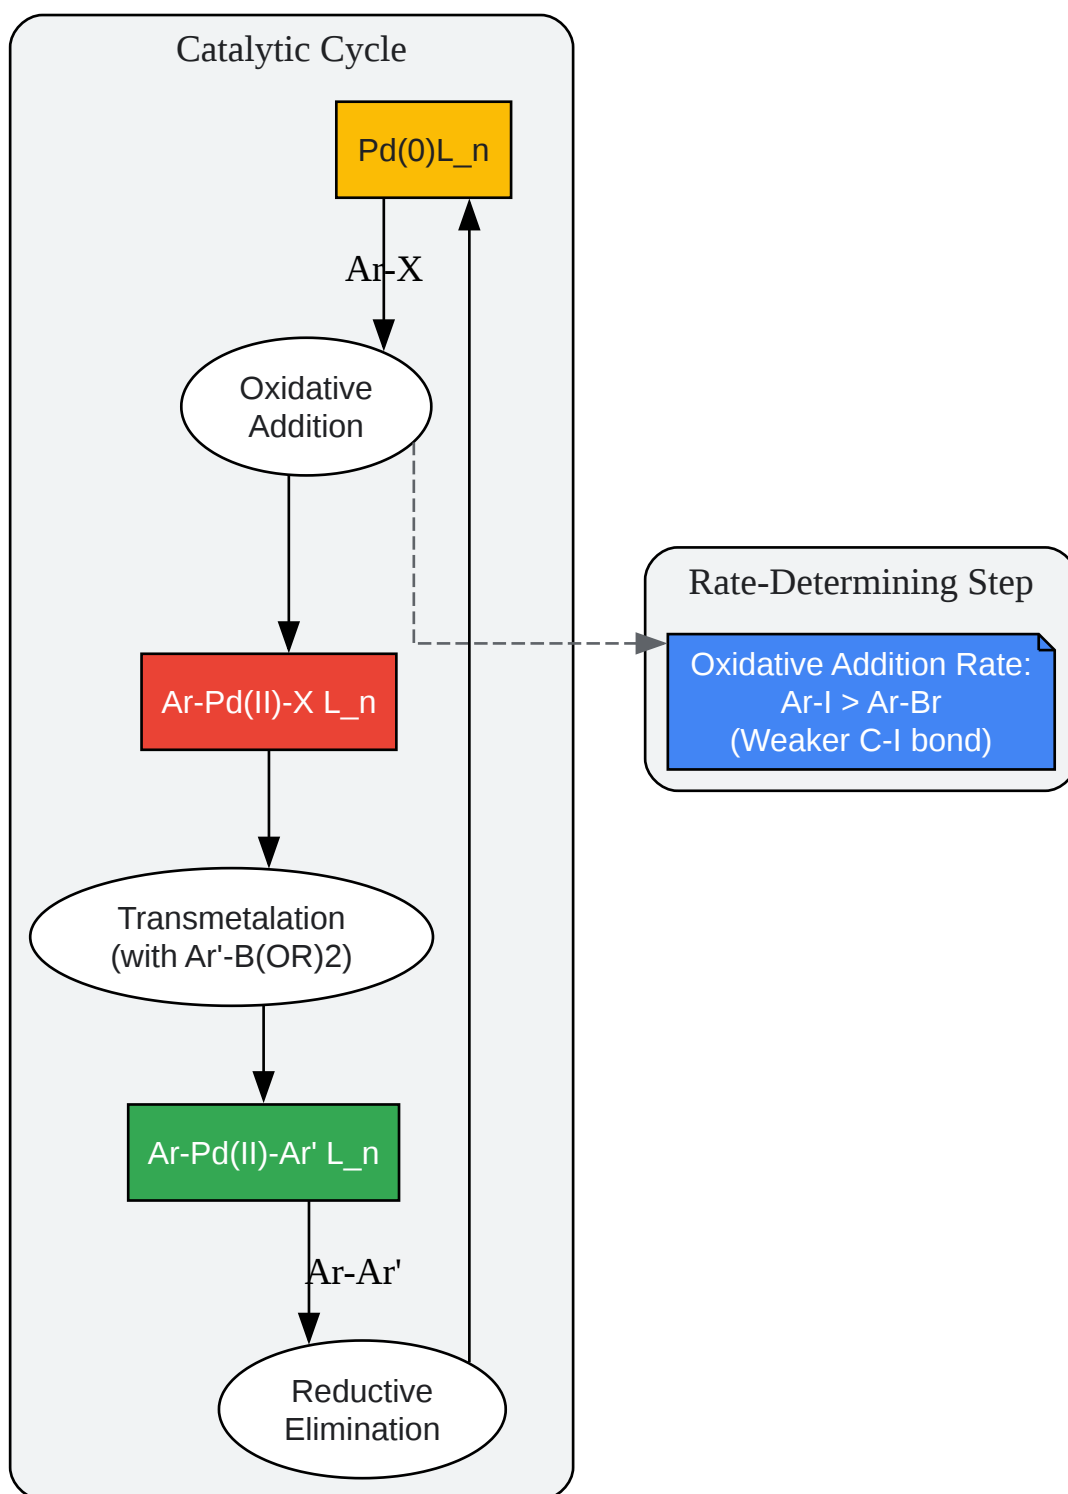 Catalytic Cycle
Pd(0)L_n
Ar-X
Oxidative
Addition
Rate-Determining Step
Oxidative Addition Rate:
Ar-I > Ar-Br
(Weaker C-I bond)
Ar-Pd(II)-X L_n
Transmetalation
(with Ar'-B(OR)2)
Ar-Pd(II)-Ar' L_n
Ar-Ar'
Reductive
Elimination